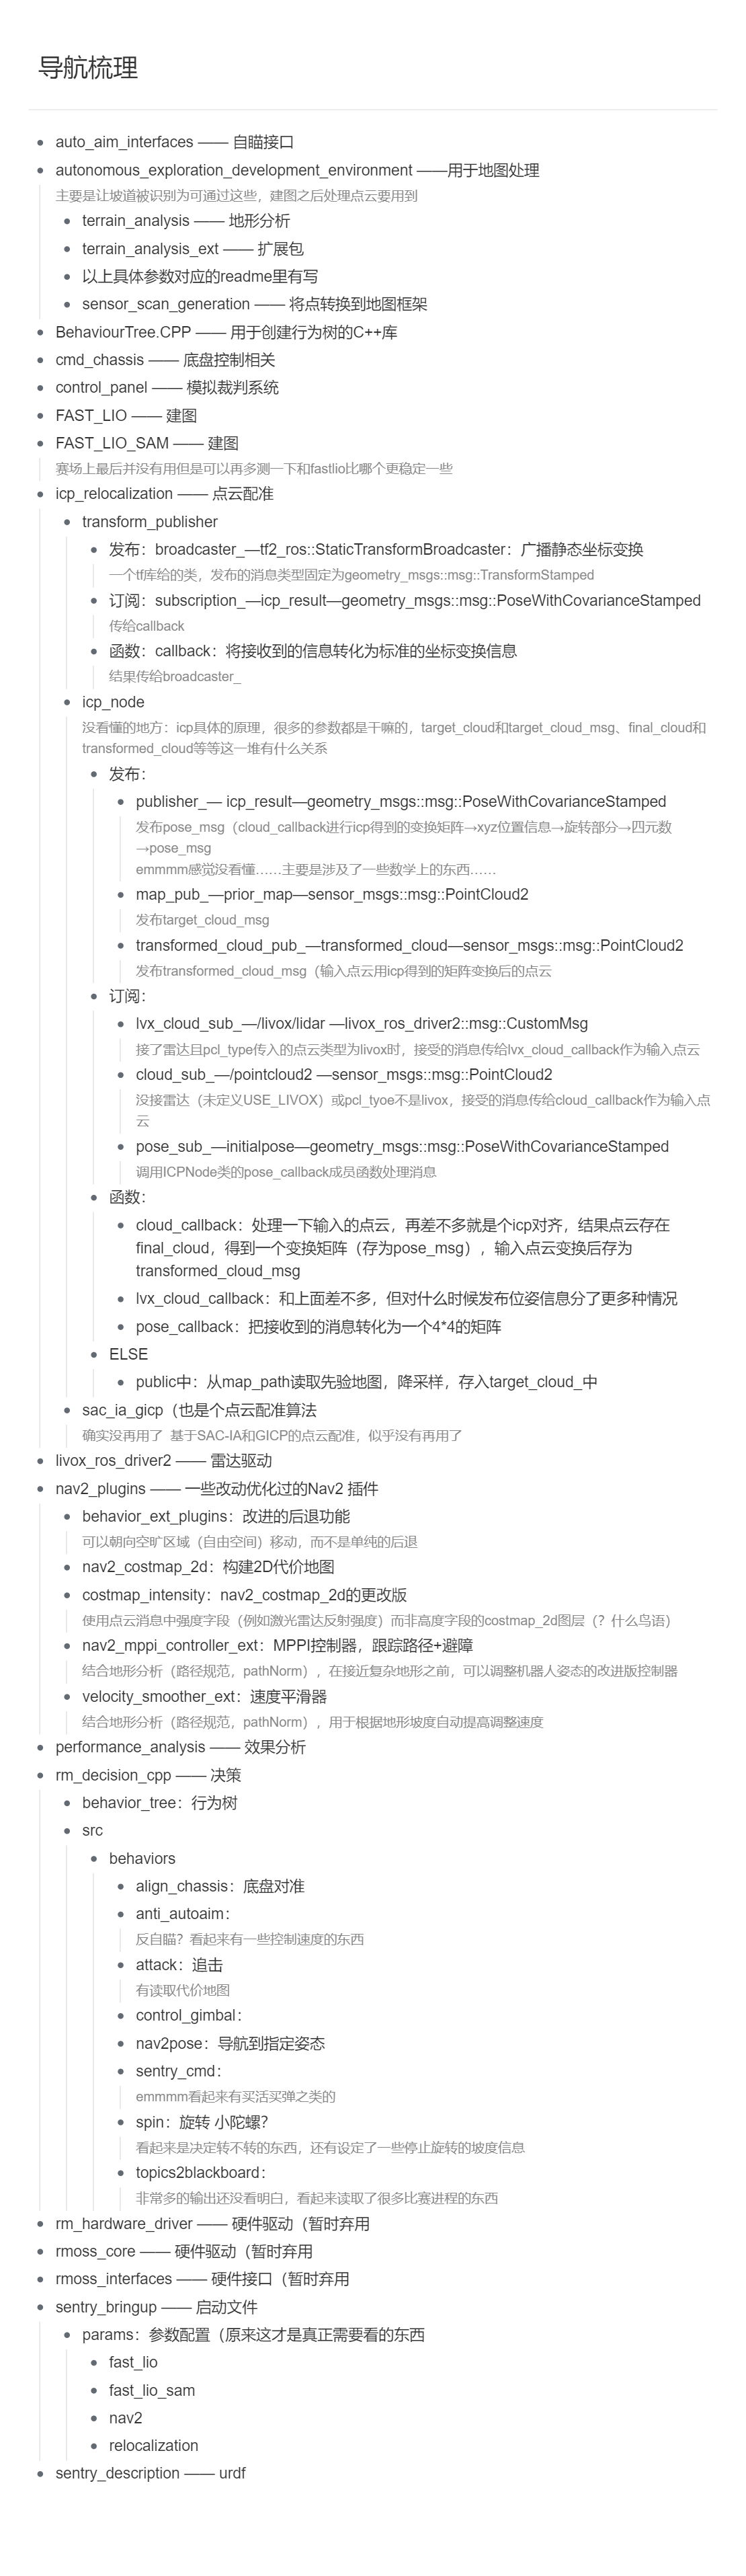 导航梳理
auto_aim_interfaces —— 自瞄接口
autonomous_exploration_development_environment ——用于地图处理
主要是让坡道被识别为可通过这些，建图之后处理点云要用到
terrain_analysis —— 地形分析
terrain_analysis_ext —— 扩展包
以上具体参数对应的readme里有写
sensor_scan_generation —— 将点转换到地图框架
BehaviourTree.CPP —— 用于创建行为树的C++库
cmd_chassis —— 底盘控制相关
control_panel —— 模拟裁判系统
FAST_LIO —— 建图
FAST_LIO_SAM —— 建图
赛场上最后并没有用但是可以再多测一下和fastlio比哪个更稳定一些
icp_relocalization —— 点云配准
transform_publisher
发布：broadcaster_—tf2_ros::StaticTransformBroadcaster：广播静态坐标变换
一个tf库给的类，发布的消息类型固定为geometry_msgs::msg::TransformStamped
订阅：subscription_—icp_result—geometry_msgs::msg::PoseWithCovarianceStamped
传给callback
函数：callback：将接收到的信息转化为标准的坐标变换信息
结果传给broadcaster_
icp_node
没看懂的地方：icp具体的原理，很多的参数都是干嘛的，target_cloud和target_cloud_msg、final_cloud和
transformed_cloud等等这一堆有什么关系
发布：
publisher_— icp_result—geometry_msgs::msg::PoseWithCovarianceStamped
发布pose_msg（cloud_callback进行icp得到的变换矩阵→xyz位置信息→旋转部分→四元数
→pose_msg
emmmm感觉没看懂……主要是涉及了一些数学上的东西……
map_pub_—prior_map—sensor_msgs::msg::PointCloud2
发布target_cloud_msg
transformed_cloud_pub_—transformed_cloud—sensor_msgs::msg::PointCloud2
发布transformed_cloud_msg（输入点云用icp得到的矩阵变换后的点云
订阅：
lvx_cloud_sub_—/livox/lidar —livox_ros_driver2::msg::CustomMsg
接了雷达且pcl_type传入的点云类型为livox时，接受的消息传给lvx_cloud_callback作为输入点云
cloud_sub_—/pointcloud2 —sensor_msgs::msg::PointCloud2
没接雷达（未定义USE_LIVOX）或pcl_tyoe不是livox，接受的消息传给cloud_callback作为输入点
云
pose_sub_—initialpose—geometry_msgs::msg::PoseWithCovarianceStamped
调用ICPNode类的pose_callback成员函数处理消息
函数：
cloud_callback：处理一下输入的点云，再差不多就是个icp对齐，结果点云存在
final_cloud，得到一个变换矩阵（存为pose_msg）, 输入点云变换后存为
transformed_cloud_msg
lvx_cloud_callback：和上面差不多，但对什么时候发布位姿信息分了更多种情况
pose_callback：把接收到的消息转化为一个4*4的矩阵
ELSE
public中：从map_path读取先验地图，降采样，存入target_cloud_中
sac_ia_gicp（也是个点云配准算法
确实没再用了 基于SAC-IA和GICP的点云配准，似乎没有再用了
livox_ros_driver2 —— 雷达驱动
nav2_plugins —— 一些改动优化过的Nav2 插件
behavior_ext_plugins：改进的后退功能
可以朝向空旷区域（自由空间）移动，而不是单纯的后退
nav2_costmap_2d：构建2D代价地图
costmap_intensity：nav2_costmap_2d的更改版
使用点云消息中强度字段（例如激光雷达反射强度）而非高度字段的costmap_2d图层（？什么鸟语）
nav2_mppi_controller_ext：MPPI控制器，跟踪路径+避障
结合地形分析（路径规范，pathNorm），在接近复杂地形之前，可以调整机器人姿态的改进版控制器
velocity_smoother_ext：速度平滑器
结合地形分析（路径规范，pathNorm），用于根据地形坡度自动提高调整速度
performance_analysis —— 效果分析
rm_decision_cpp —— 决策
behavior_tree：行为树
src
behaviors
align_chassis：底盘对准
anti_autoaim：
反自瞄？看起来有一些控制速度的东西
attack：追击
有读取代价地图
control_gimbal：
nav2pose：导航到指定姿态
sentry_cmd：
emmmm看起来有买活买弹之类的
spin：旋转 小陀螺？
看起来是决定转不转的东西，还有设定了一些停止旋转的坡度信息
topics2blackboard：
非常多的输出还没看明白，看起来读取了很多比赛进程的东西
rm_hardware_driver —— 硬件驱动（暂时弃用
rmoss_core —— 硬件驱动（暂时弃用
rmoss_interfaces —— 硬件接口（暂时弃用
sentry_bringup —— 启动文件
params：参数配置（原来这才是真正需要看的东西
fast_lio
fast_lio_sam
nav2
relocalization
sentry_description —— urdf